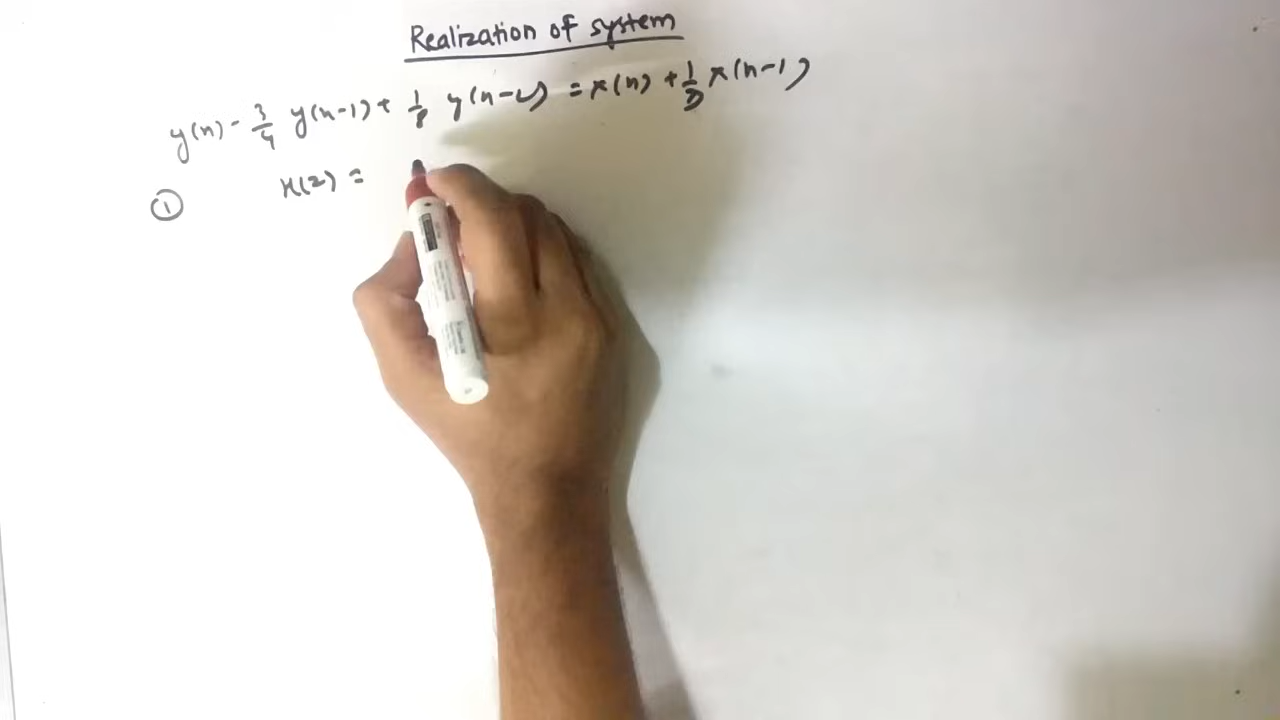 Realization of system
y(n) - 3/4 y(n-1) + 1/8 y(n-2) = x(n) + 1/3 x(n-1)
① H(z) =